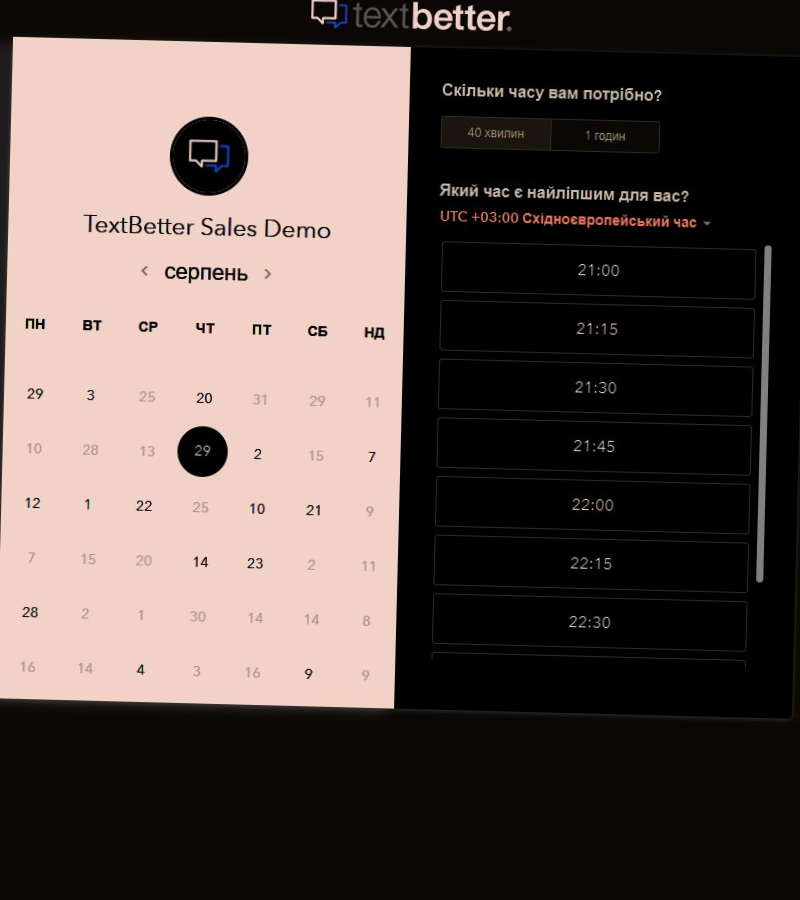 textbetter.
TextBetter Sales Demo
серпень
ПН ВТ СР ЧТ ПТ СБ НД
29 3 25 20 31 29 11
10 28 13 29 2 15 7
12 1 22 25 10 21 9
7 15 20 14 23 2 11
28 2 1 30 14 14 8
16 14 4 3 16 9 9
Скільки часу вам потрібно?
40 хвилин 1 годин
Який час є найліпшим для вас?
UTC +03:00 Східноєвропейський час
21:00
21:15
21:30
21:45
22:00
22:15
22:30